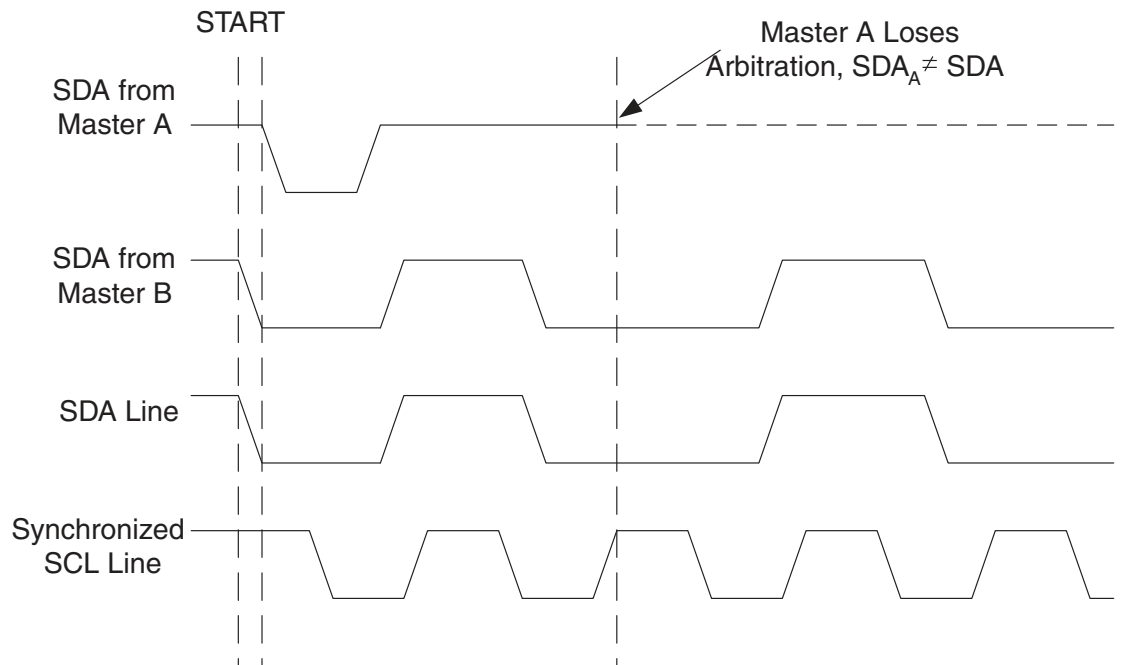 START
Master A Loses
Arbitration, SDA_A ≠ SDA
SDA from
Master A
SDA from
Master B
SDA Line
Synchronized
SCL Line